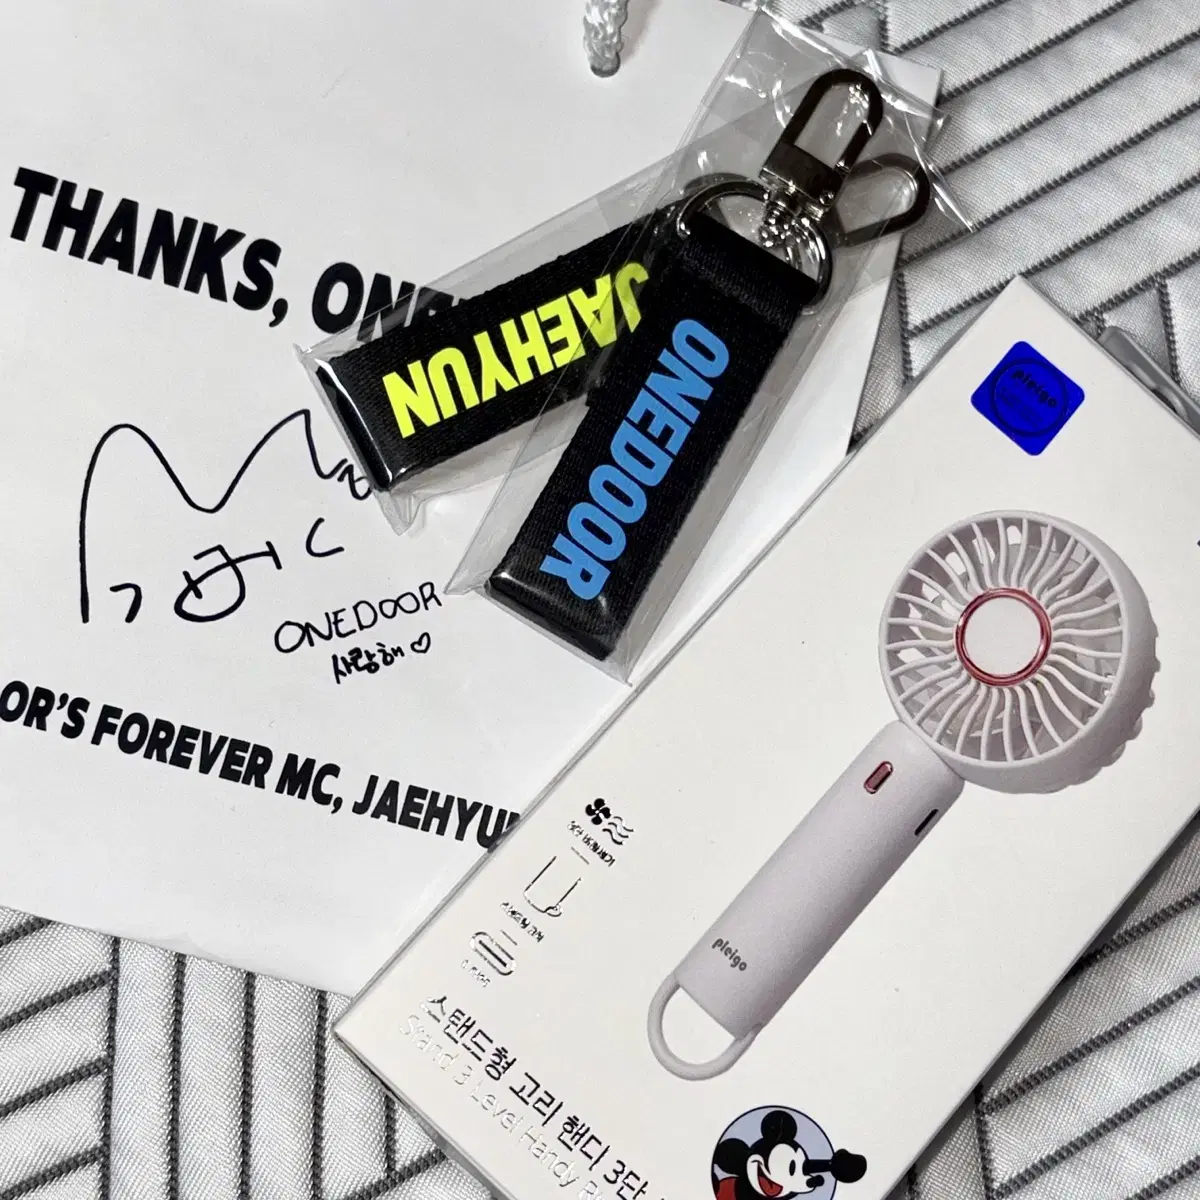 THANKS,
ONEDOOR
사랑해♡
OR'S FOREVER MC, JAEHYU
JAEHYUN
ONEDOOR
pleigo
pleigo
스탠드형 고리 핸디 3단
Stand 3 Level Handy